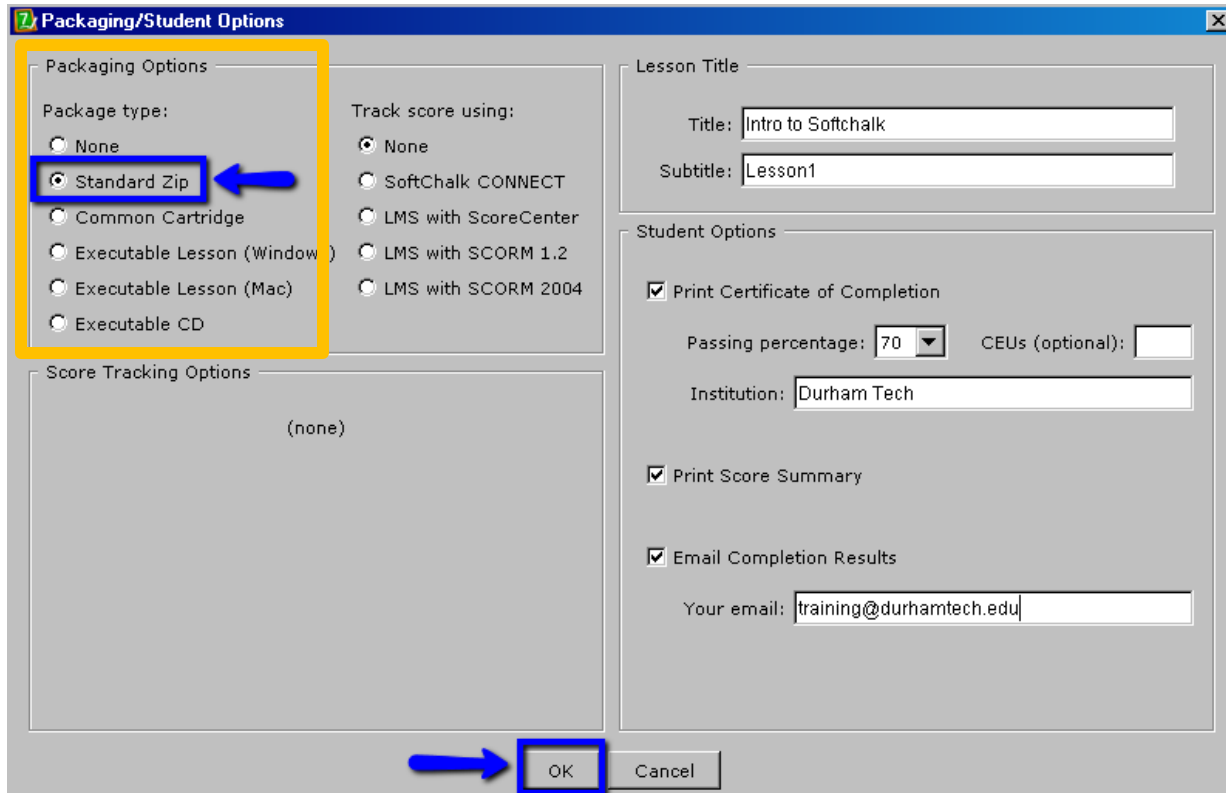 Packaging/Student Options
Packaging Options
Package type:
None
Standard Zip
Common Cartridge
Executable Lesson (Window )
Executable Lesson (Mac)
Executable CD
Track score using:
None
SoftChalk CONNECT
LMS with ScoreCenter
LMS with SCORM 1.2
LMS with SCORM 2004
Score Tracking Options
(none)
Lesson Title
Title: Intro to Softchalk
Subtitle: Lesson1
Student Options
Print Certificate of Completion
Passing percentage: 70 CEUs (optional):
Institution: Durham Tech
Print Score Summary
Email Completion Results
Your email: training@durhamtech.edu
OK Cancel